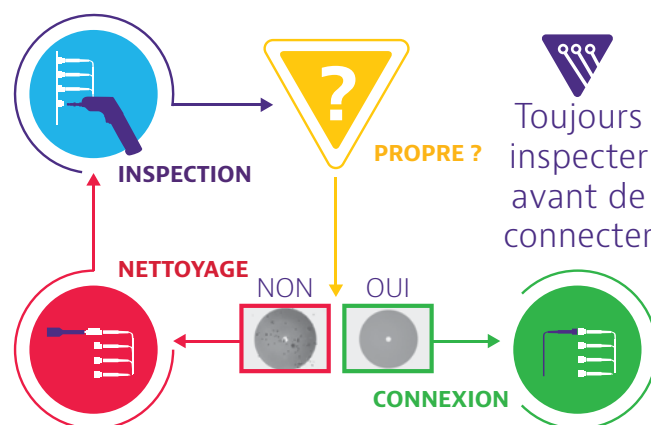 ?
Toujours
inspecter
avant de
connecter
PROPRE ?
INSPECTION
NETTOYAGE
NON
OUI
CONNEXION